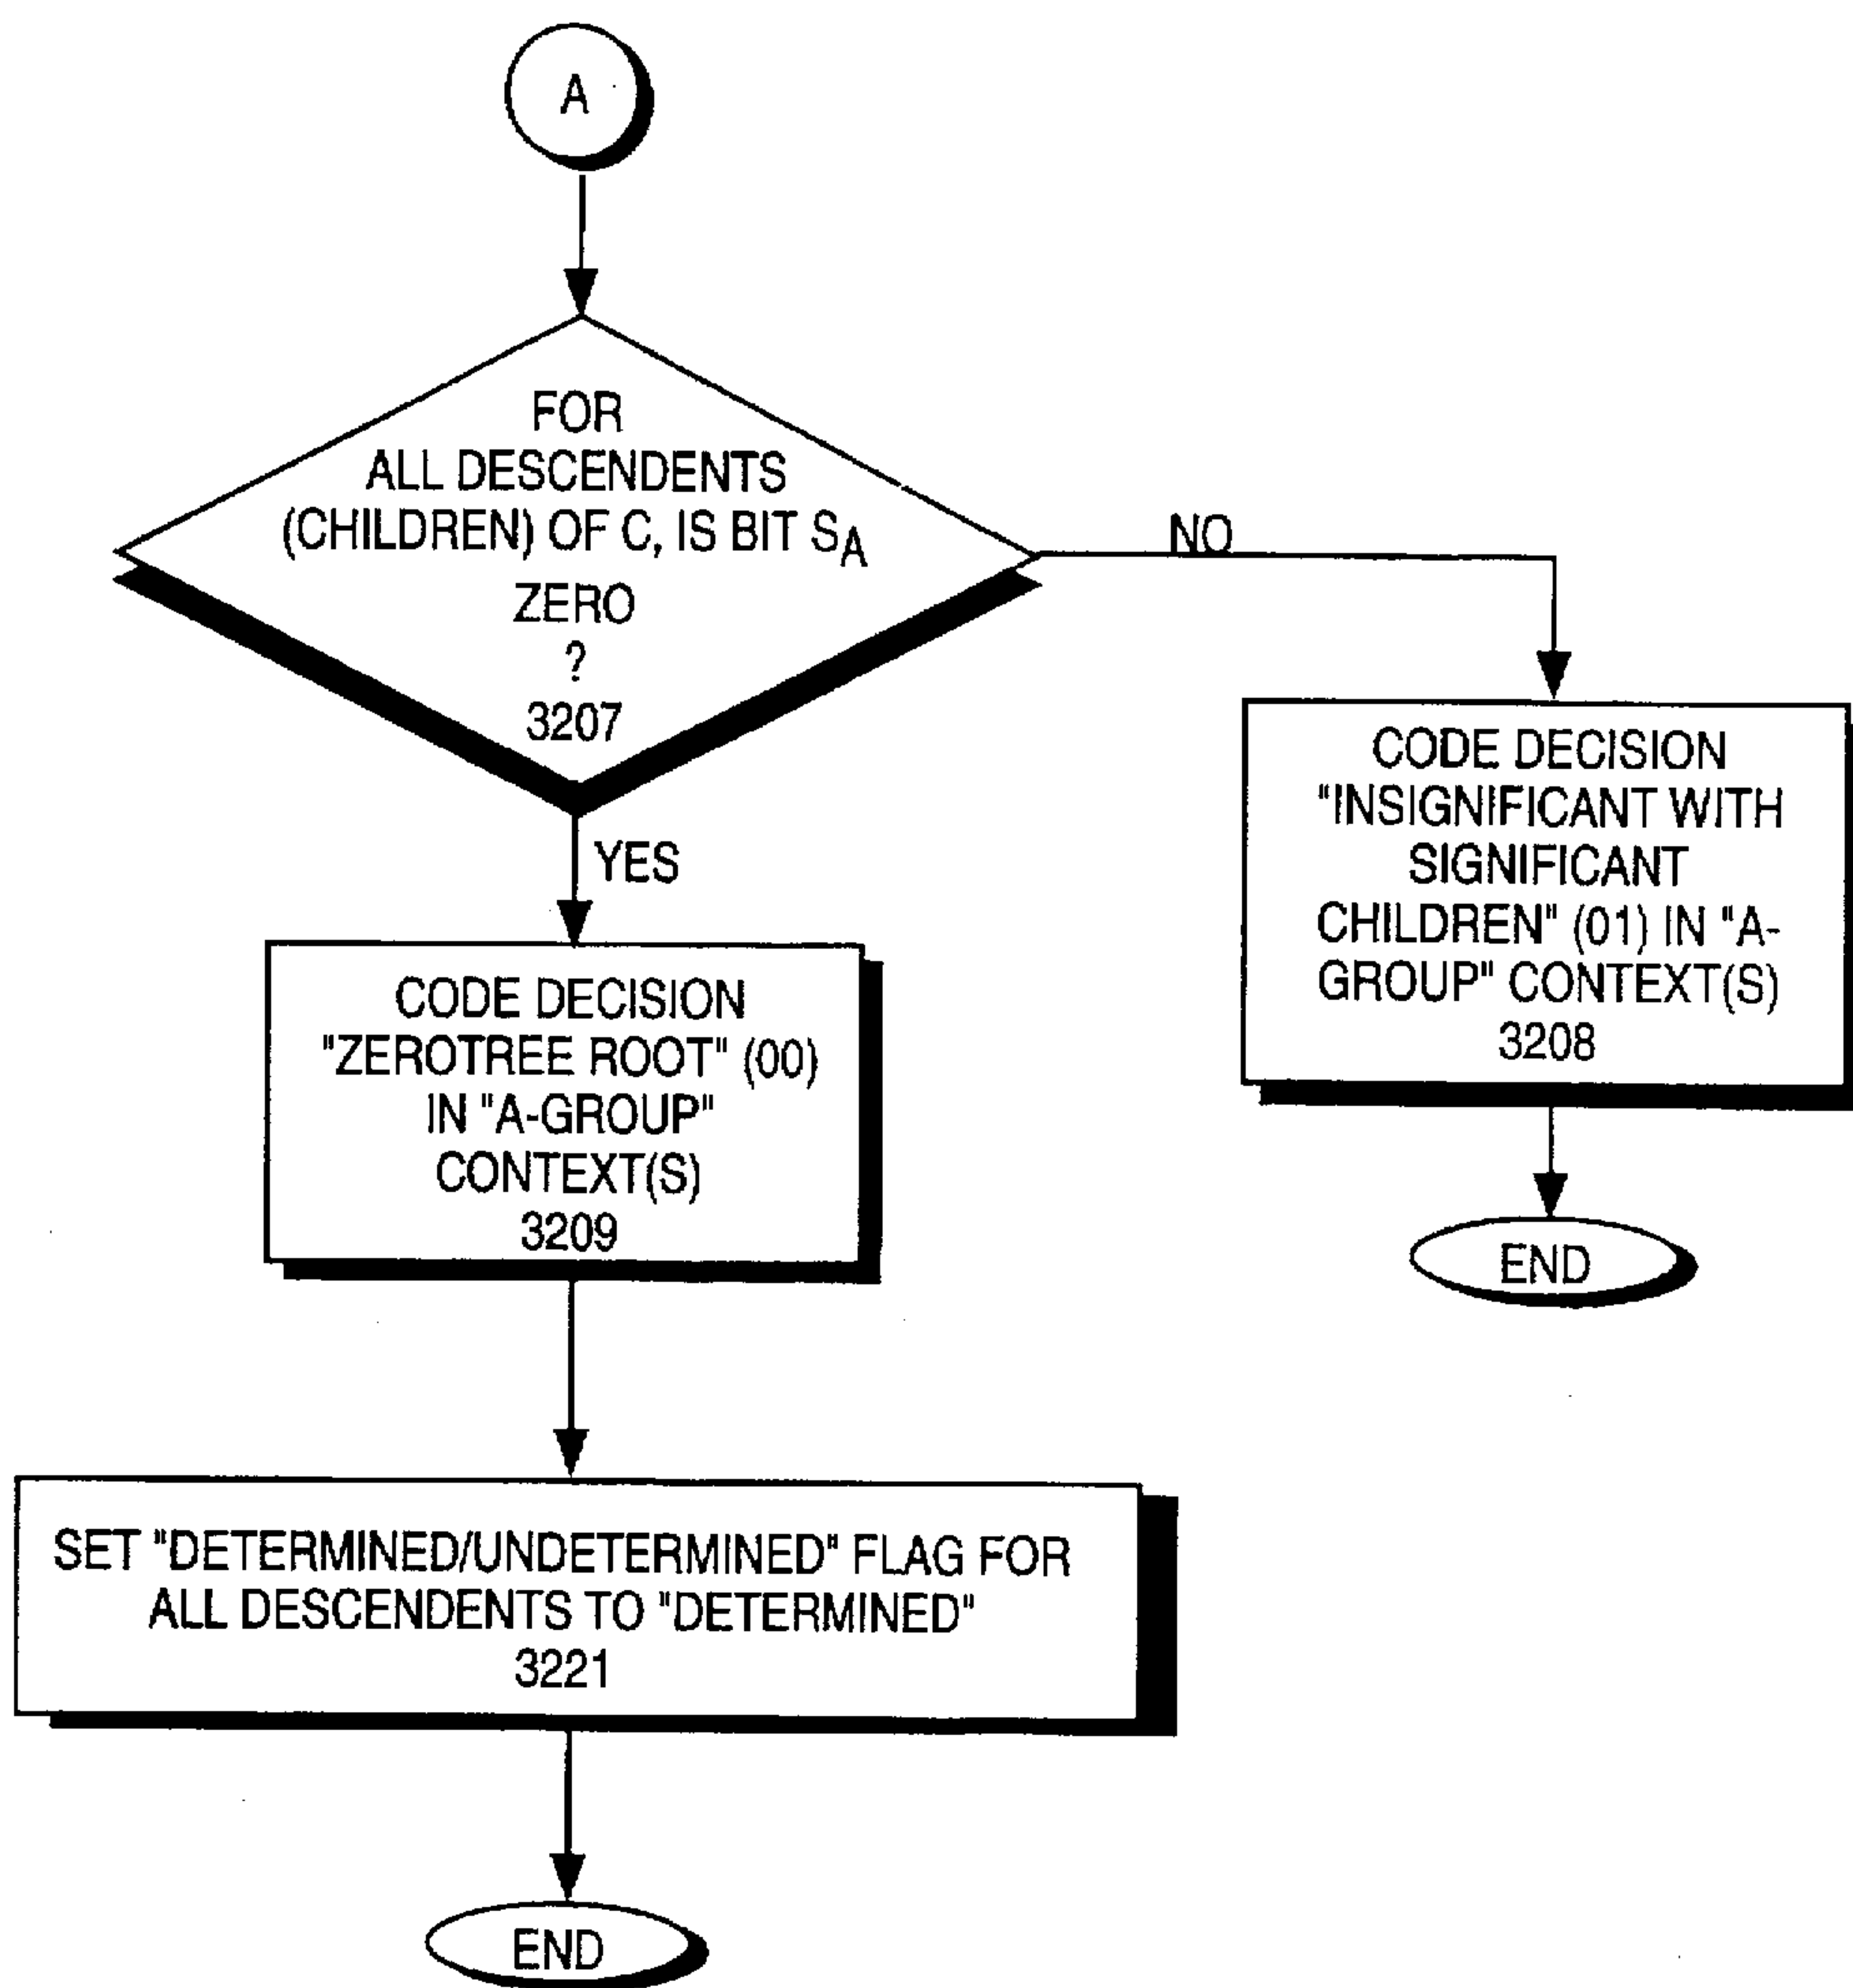 A
FOR
ALL DESCENDENTS
(CHILDREN) OF C, IS BIT SA
ZERO
?
3207
NO
YES
CODE DECISION
"INSIGNIFICANT WITH
SIGNIFICANT
CHILDREN" (01) IN "A-
GROUP" CONTEXT(S)
3208
END
CODE DECISION
"ZEROTREE ROOT" (00)
IN "A-GROUP"
CONTEXT(S)
3209
SET "DETERMINED/UNDETERMINED" FLAG FOR
ALL DESCENDENTS TO "DETERMINED"
3221
END